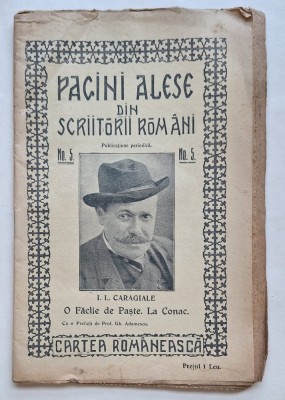 PAGINI ALESE
DIN
SCRIITORII ROMÂNI
Publicațiune periodică.
No. 5. No. 5.
I. L. CARAGIALE
O Făclie de Paște. La Conac.
Cu o Prefață de Prof. Gh. Adamescu.
CARTEA ROMÂNEASCĂ
Prețul 1 Leu.